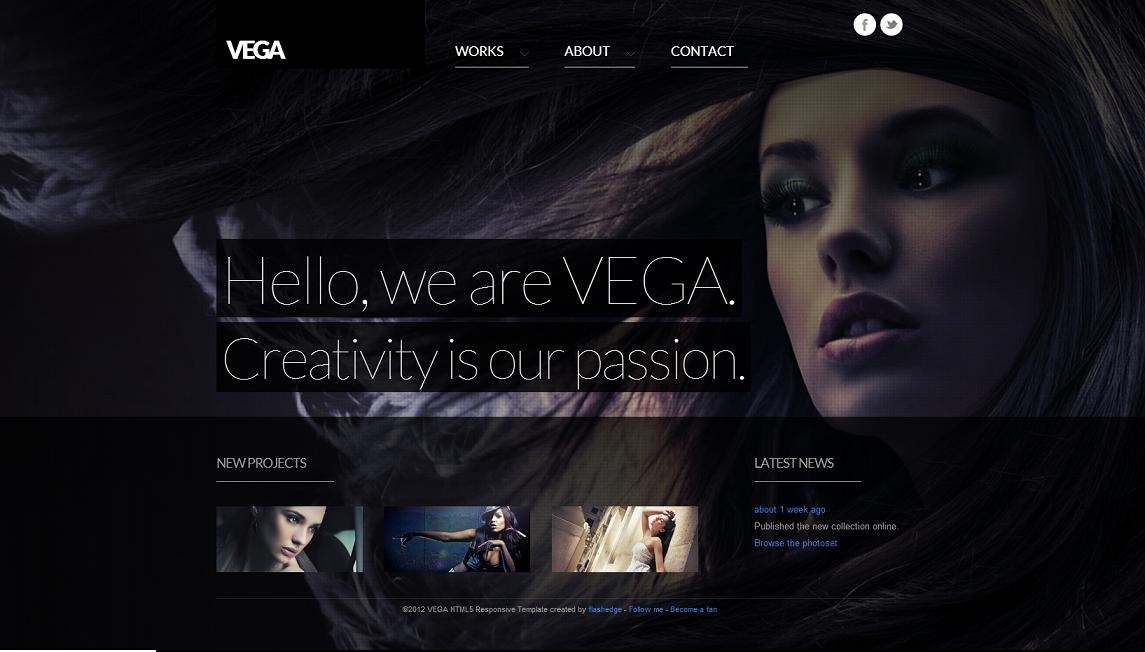 VEGA
WORKS
ABOUT
CONTACT
Hello, we are VEGA.
Creativity is our passion.
NEW PROJECTS
LATEST NEWS
about 1 week ago
Published the new collection online.
Browse the photoset
©2012 VEGA HTML5 Responsive Template created by flashedge - Follow me - Become a fan